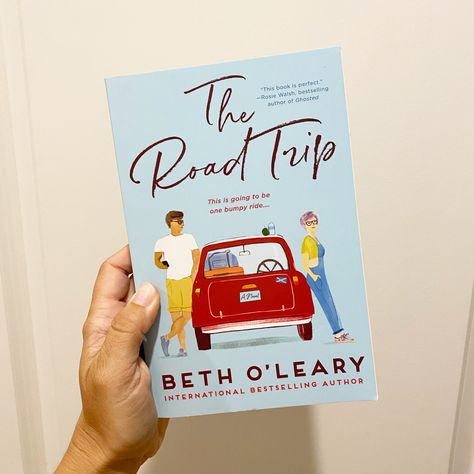 "This book is perfect."
—Rosie Walsh, bestselling
author of Ghosted
The
Road Trip
This is going to be
one bumpy ride....
A Novel
BETH O'LEARY
INTERNATIONAL BESTSELLING AUTHOR